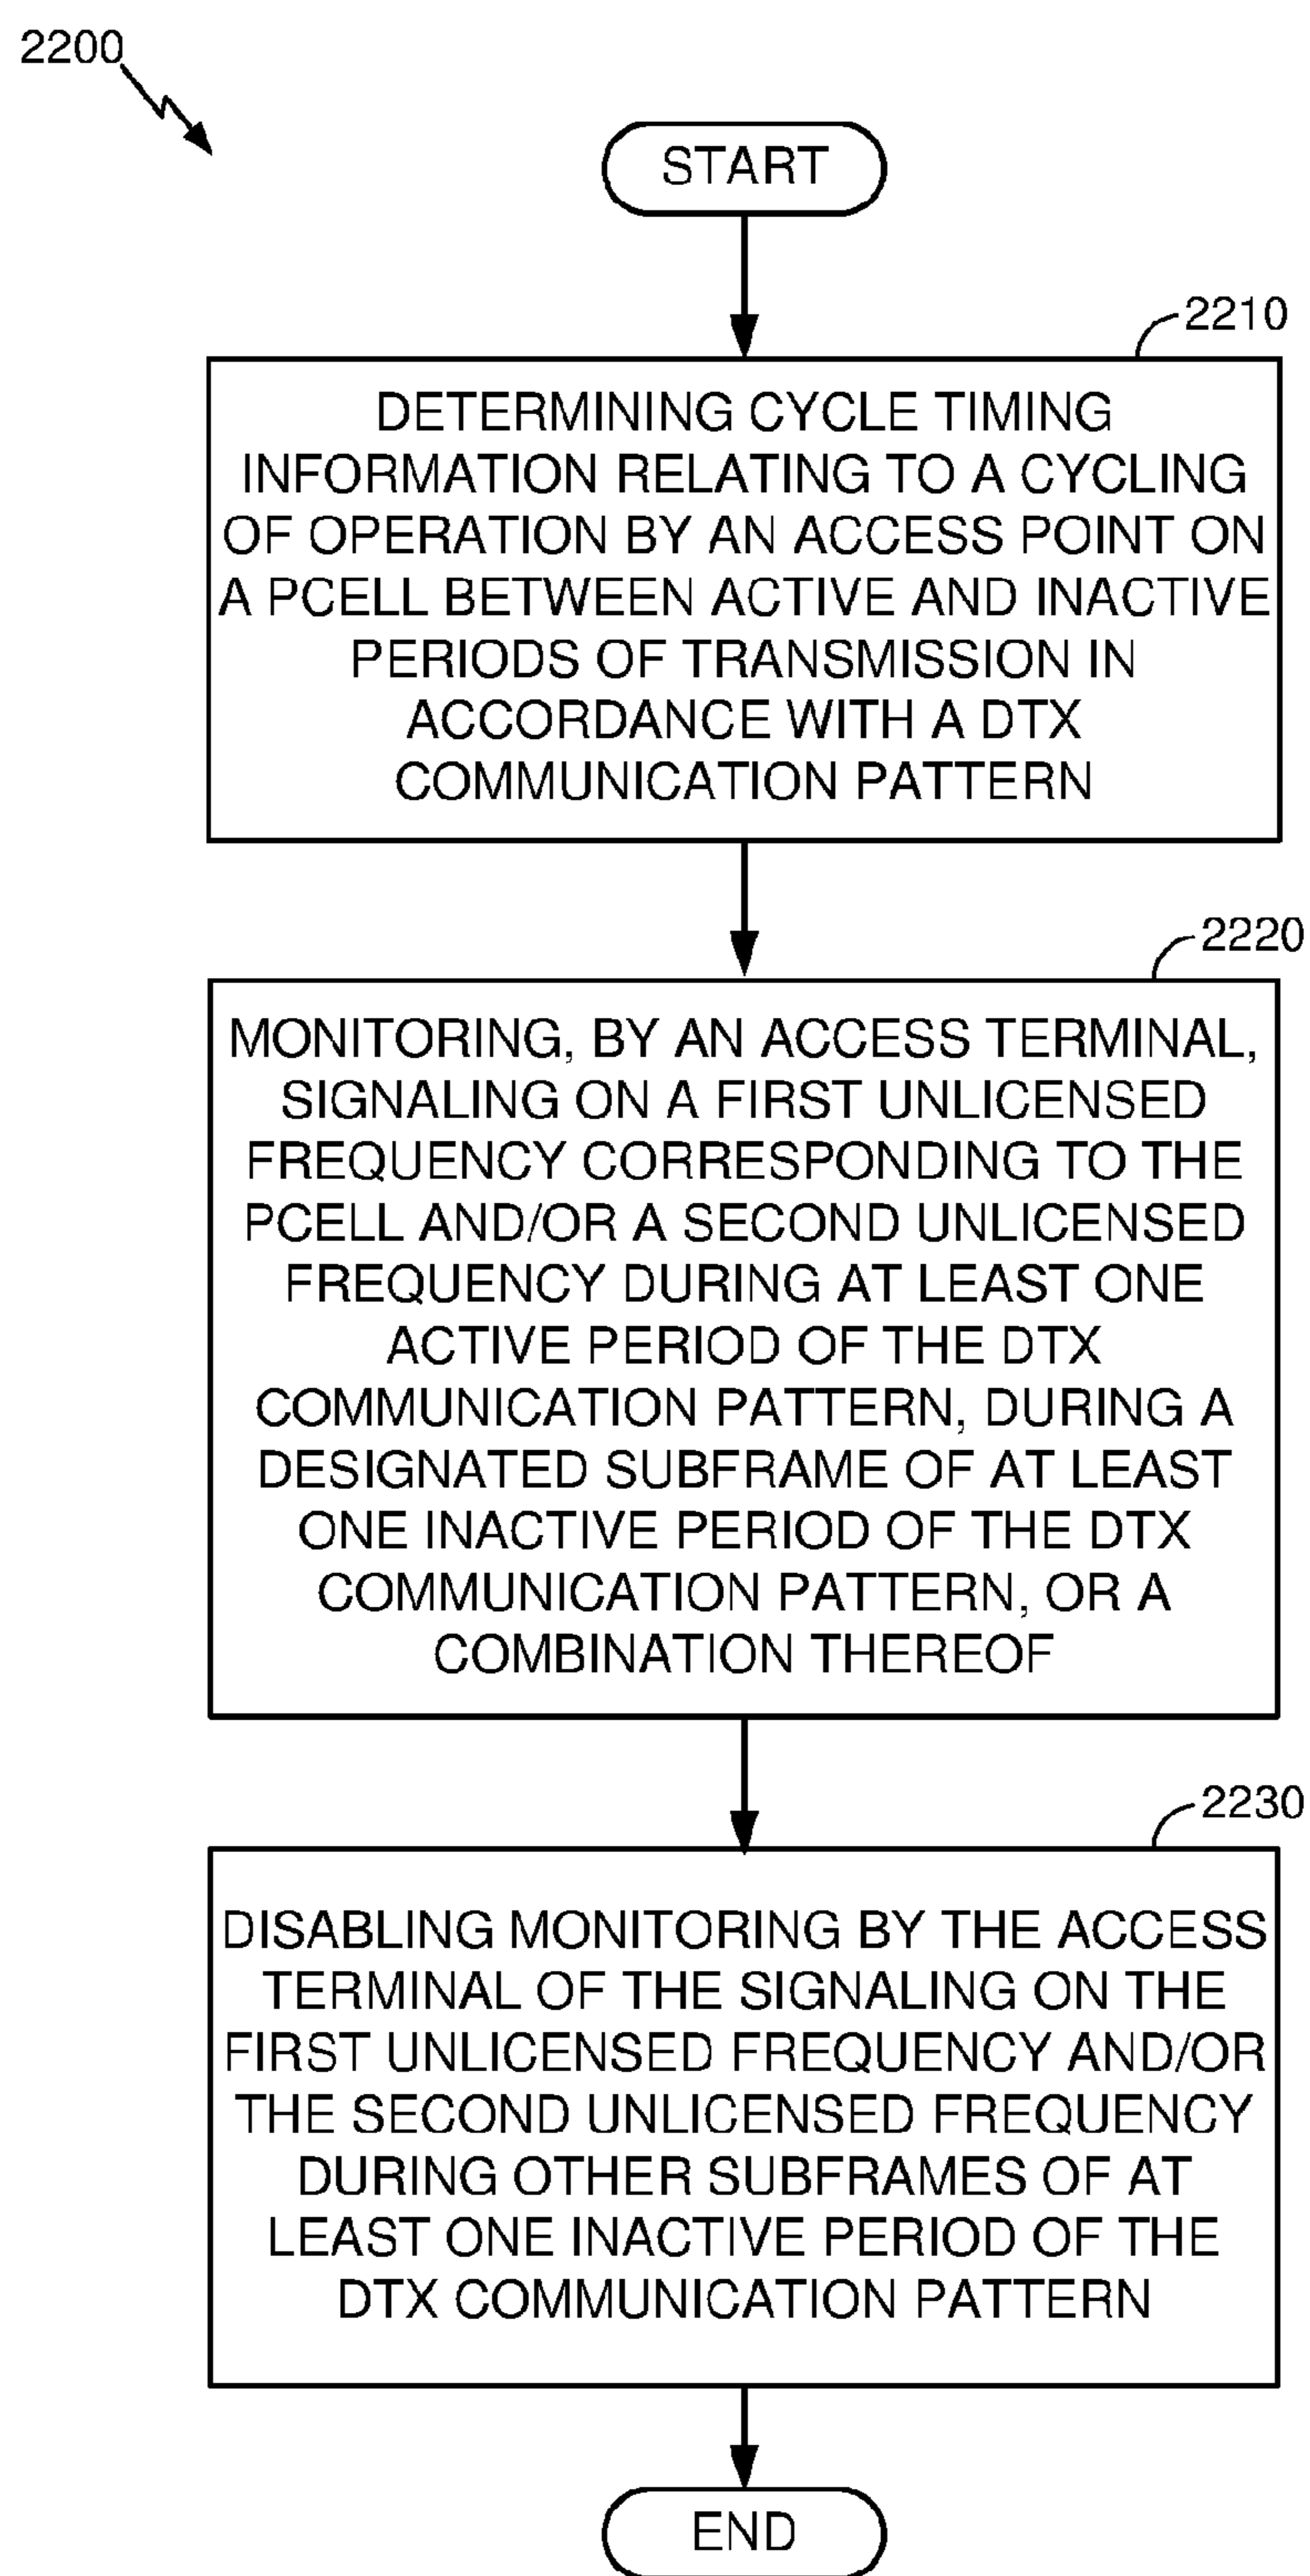 2200
START
2210
DETERMINING CYCLE TIMING
INFORMATION RELATING TO A CYCLING
OF OPERATION BY AN ACCESS POINT ON
A PCELL BETWEEN ACTIVE AND INACTIVE
PERIODS OF TRANSMISSION IN
ACCORDANCE WITH A DTX
COMMUNICATION PATTERN
2220
MONITORING, BY AN ACCESS TERMINAL,
SIGNALING ON A FIRST UNLICENSED
FREQUENCY CORRESPONDING TO THE
PCELL AND/OR A SECOND UNLICENSED
FREQUENCY DURING AT LEAST ONE
ACTIVE PERIOD OF THE DTX
COMMUNICATION PATTERN, DURING A
DESIGNATED SUBFRAME OF AT LEAST
ONE INACTIVE PERIOD OF THE DTX
COMMUNICATION PATTERN, OR A
COMBINATION THEREOF
2230
DISABLING MONITORING BY THE ACCESS
TERMINAL OF THE SIGNALING ON THE
FIRST UNLICENSED FREQUENCY AND/OR
THE SECOND UNLICENSED FREQUENCY
DURING OTHER SUBFRAMES OF AT
LEAST ONE INACTIVE PERIOD OF THE
DTX COMMUNICATION PATTERN
END